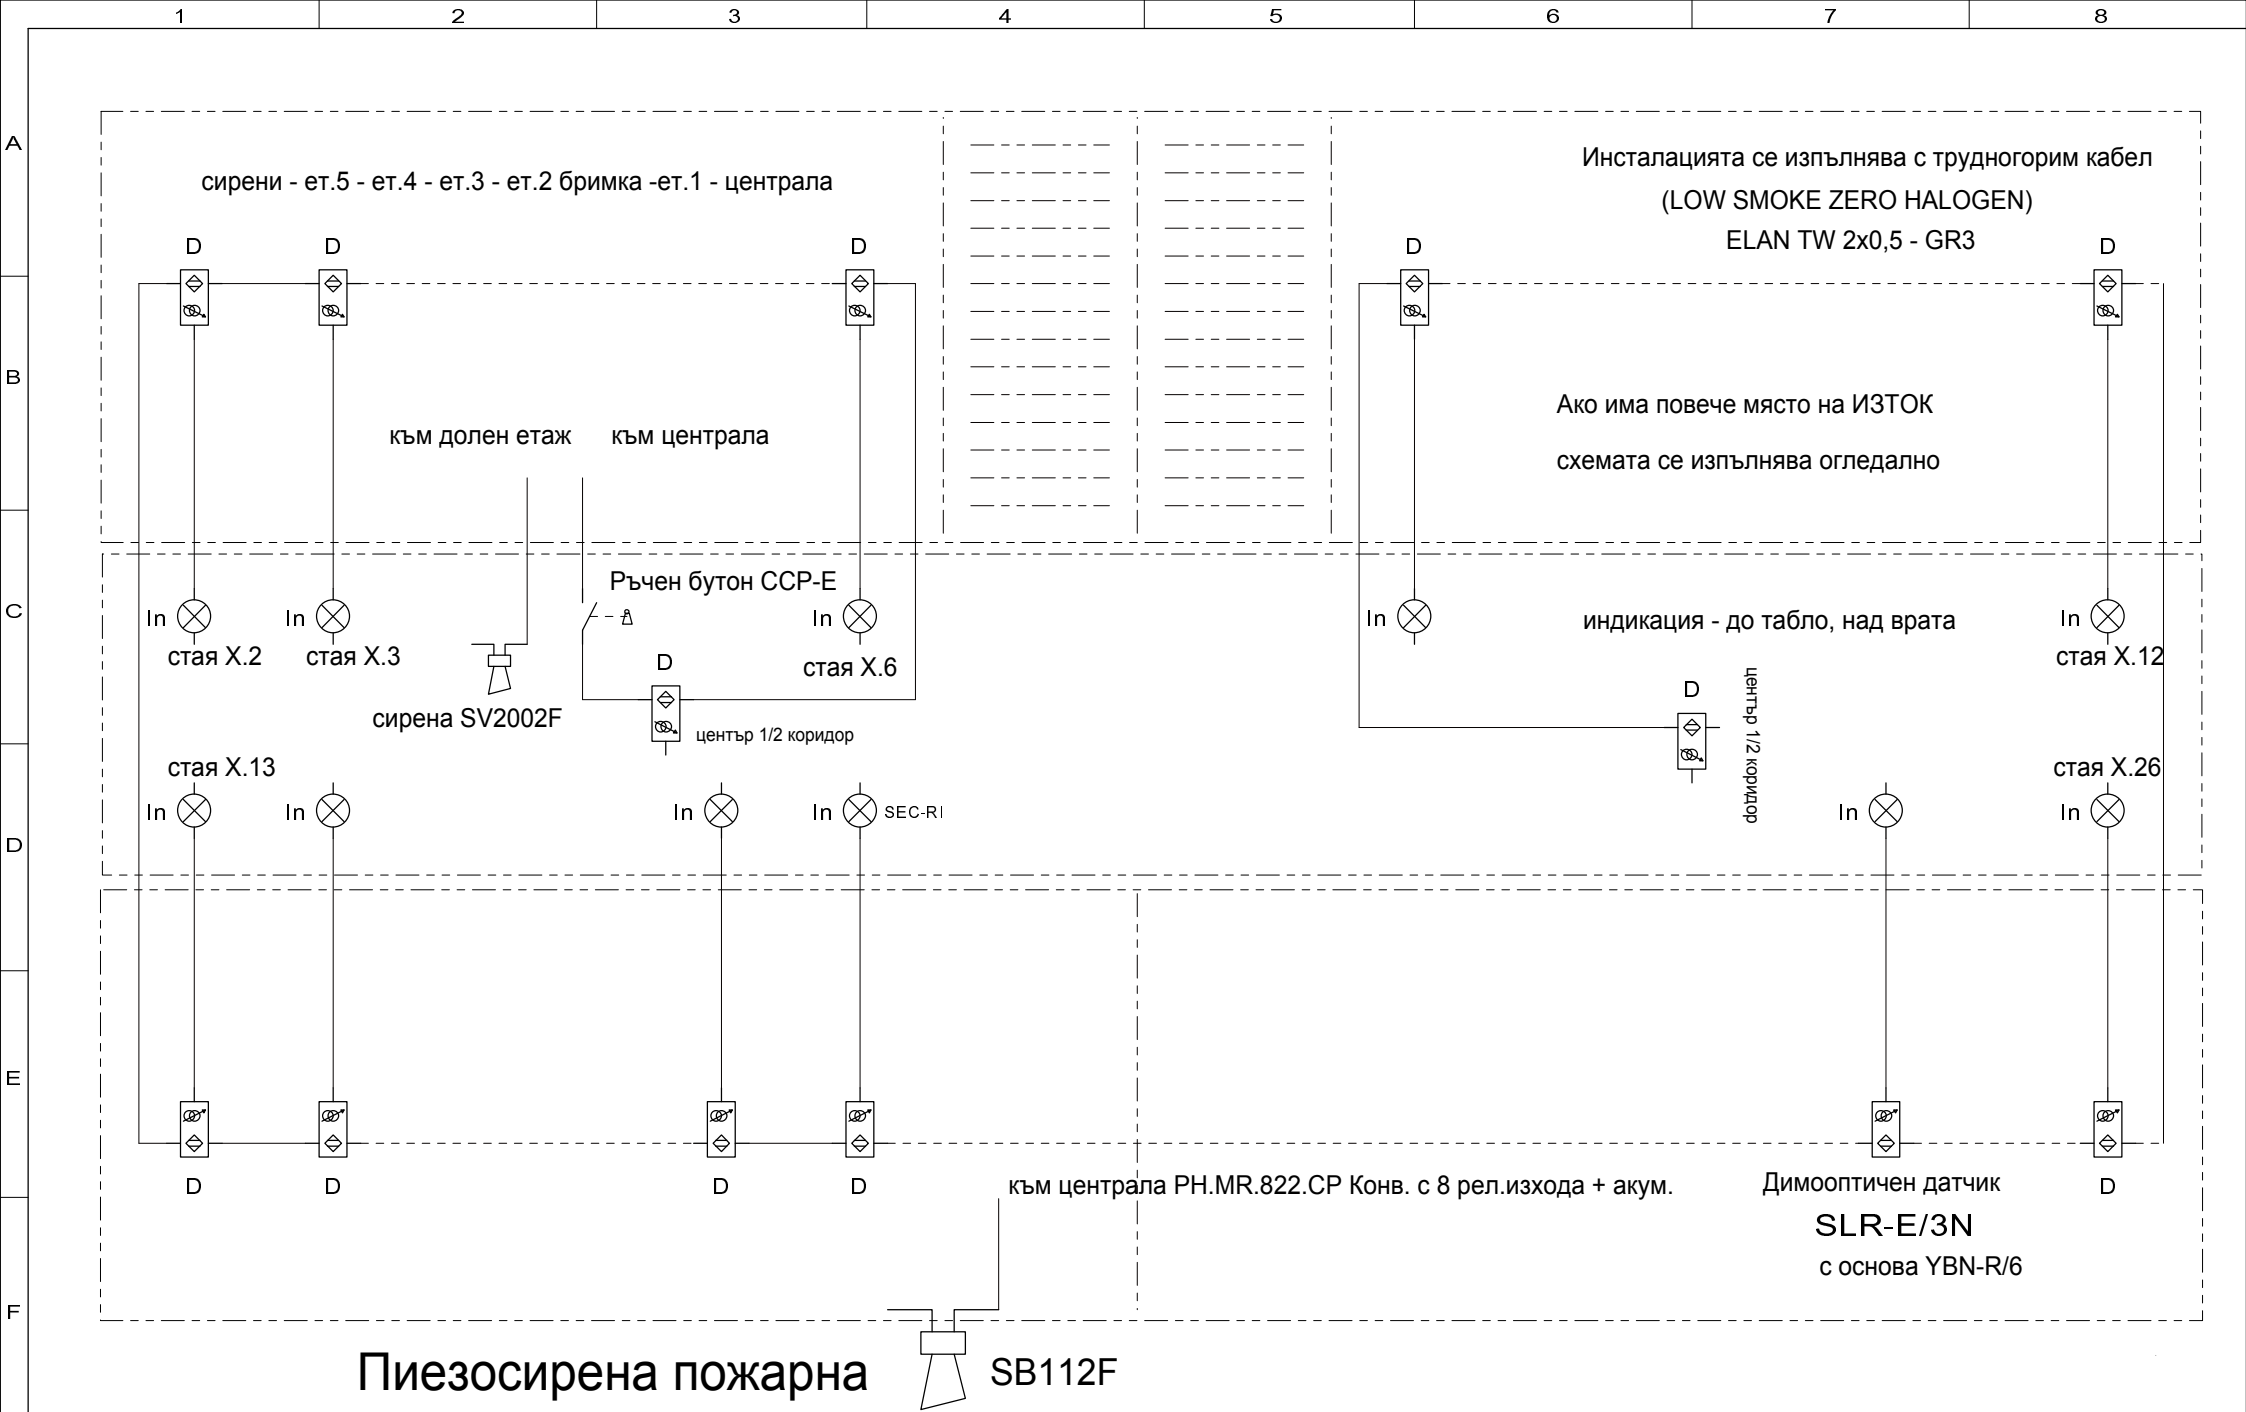 1 2 3 4 5 6 7 8
A
сирени - ет.5 - ет.4 - ет.3 - ет.2 бримка -ет.1 - централа
Инсталацията се изпълнява с трудногорим кабел
(LOW SMOKE ZERO HALOGEN)
ELAN TW 2x0,5 - GR3
D D D D D
B
Ако има повече място на ИЗТОК
схемата се изпълнява огледално
към долен етаж към централа
C
Ръчен бутон CCP-E
In In In In In
индикация - до табло, над врата
стая X.2 стая X.3 стая X.6 стая X.12
D D
сирена SV2002F
център 1/2 коридор
център 1/2 коридор
стая X.13 стая X.26
In In In In SEC-RI In In
D
E
D D D D D
към централа PH.MR.822.CP Конв. с 8 рел.изхода + акум.
Димооптичен датчик
SLR-E/3N
с основа YBN-R/6
F
Пиезосирена пожарна SB112F